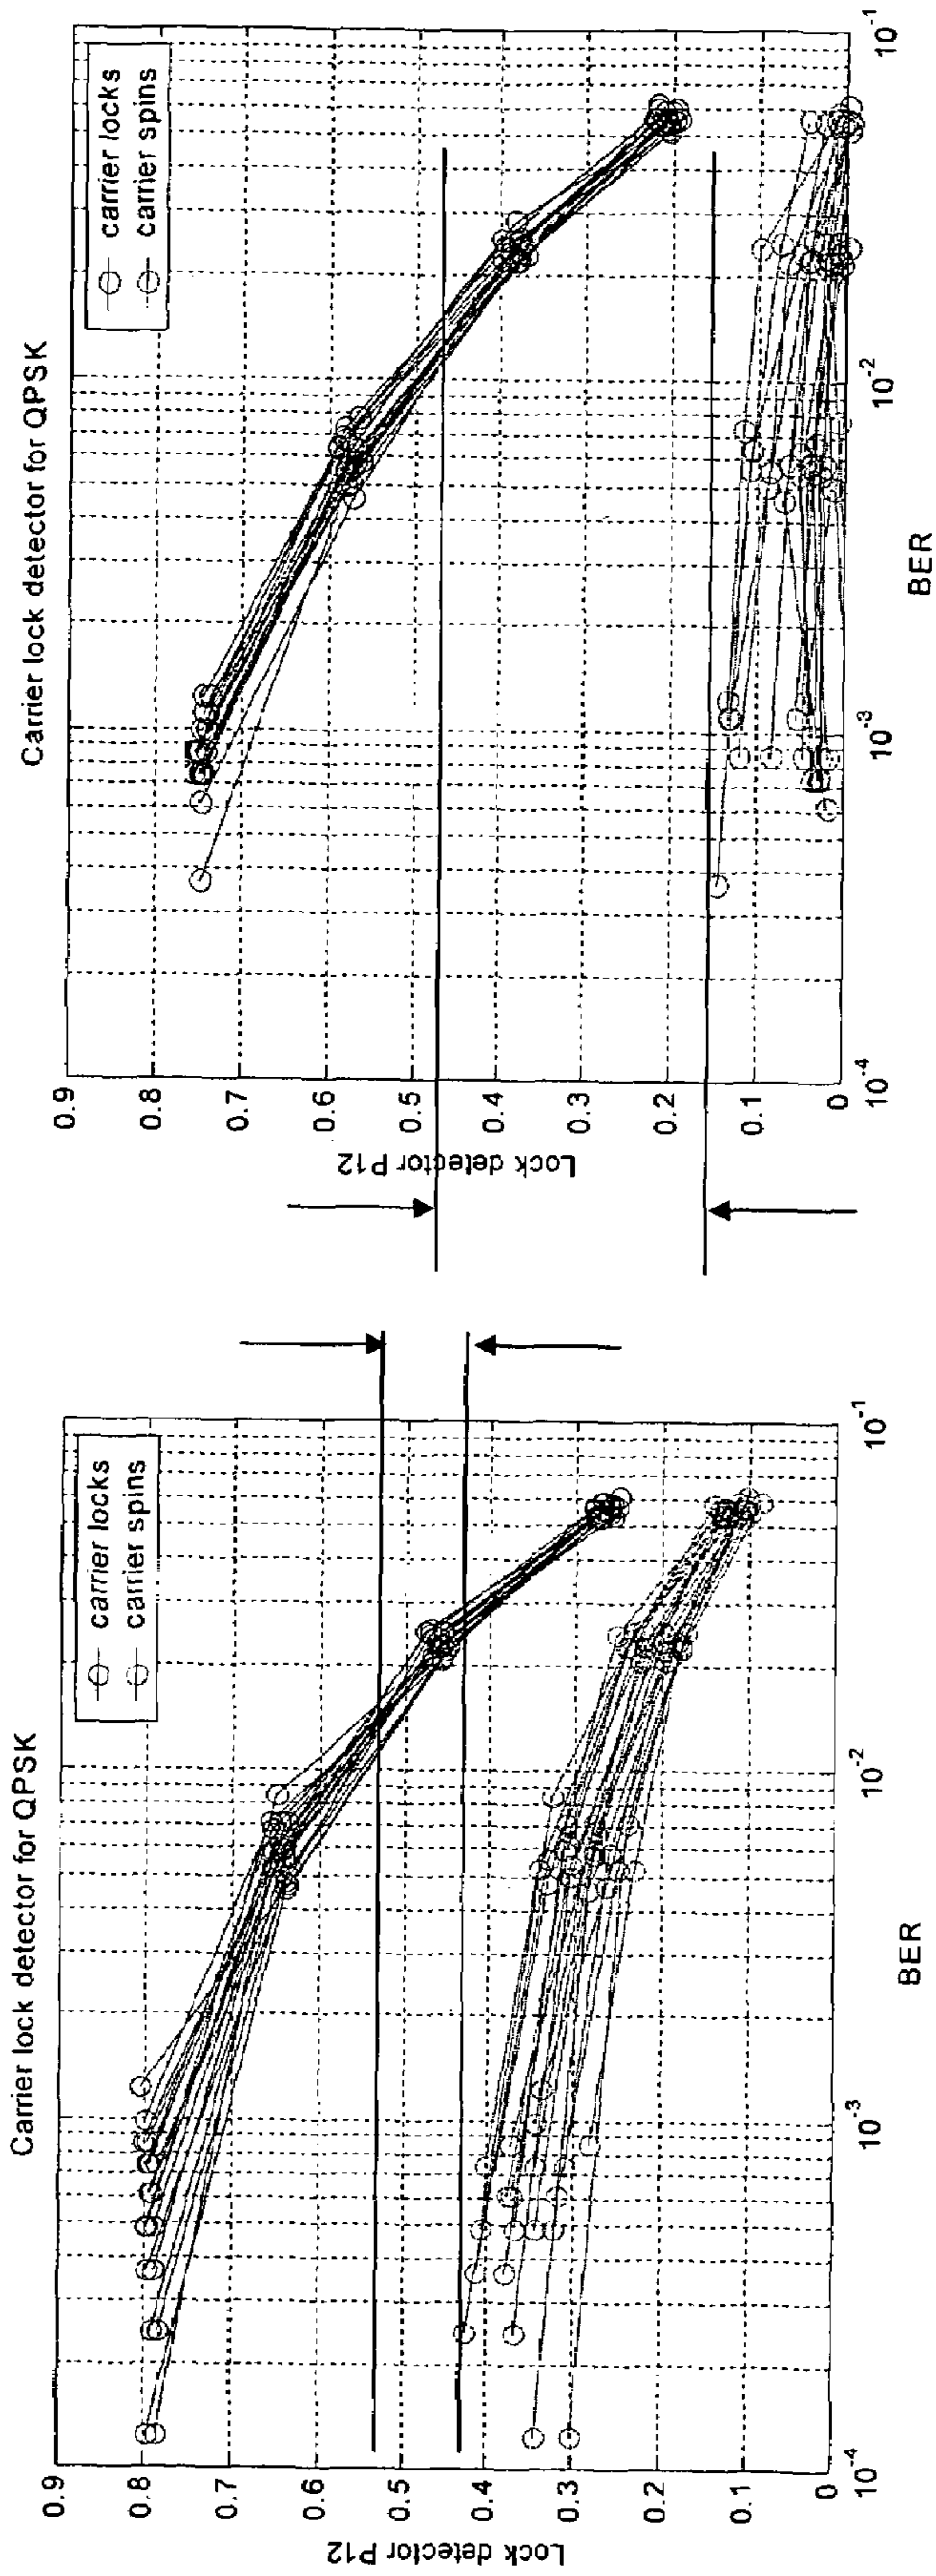 Carrier lock detector for QPSK
carrier locks
carrier spins
Lock detector P12
0.9
0.8
0.7
0.6
0.5
0.4
0.3
0.2
0.1
0
10-4
10-3
10-2
10-1
BER
Carrier lock detector for QPSK
carrier locks
carrier spins
Lock detector P12
0.9
0.8
0.7
0.6
0.5
0.4
0.3
0.2
0.1
0
10-4
10-3
10-2
10-1
BER